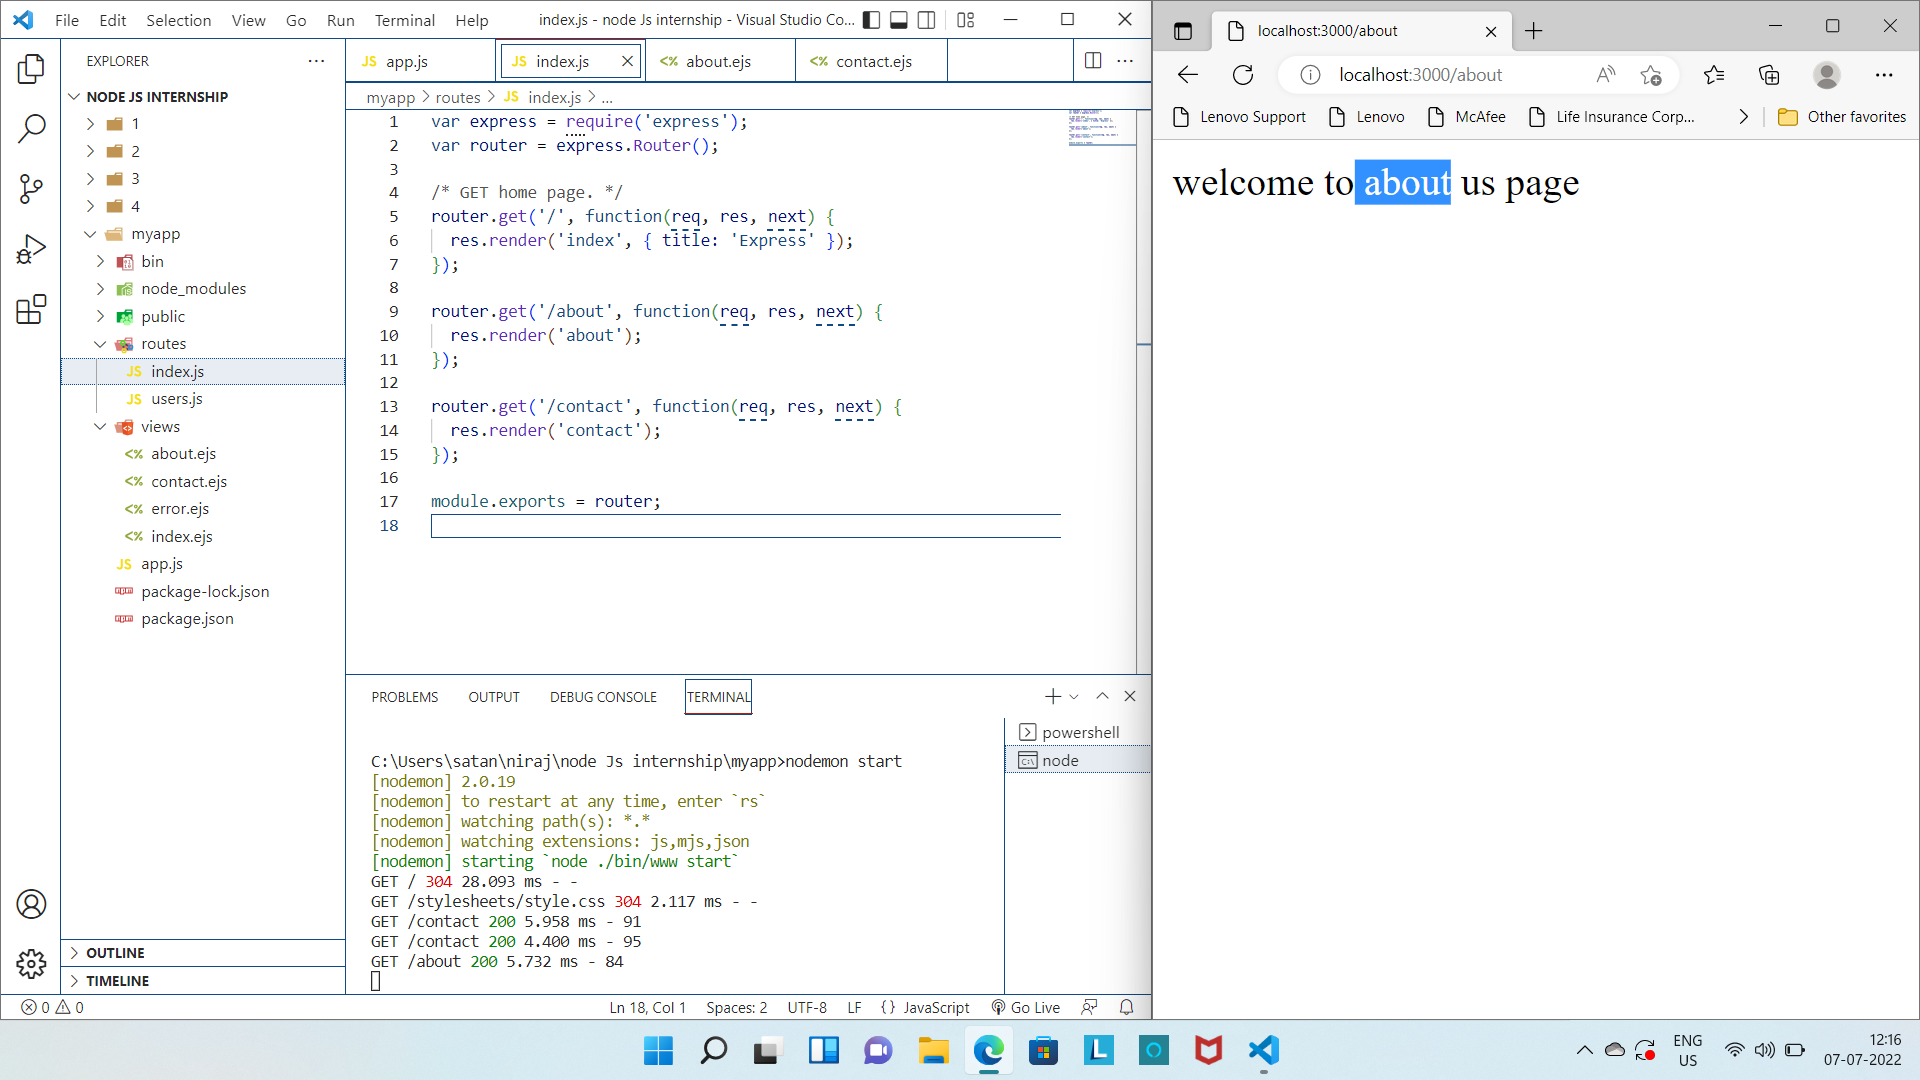 File Edit Selection View Go Run Terminal Help index.js - node Js internship - Visual Studio Co...
EXPLORER
NODE JS INTERNSHIP
1
2
3
4
myapp
bin
node_modules
public
routes
index.js
users.js
views
about.ejs
contact.ejs
error.ejs
index.ejs
app.js
package-lock.json
package.json
OUTLINE
TIMELINE
JS app.js JS index.js <% about.ejs <% contact.ejs
myapp > routes > JS index.js > ...
1 var express = require('express');
2 var router = express.Router();
3
4 /* GET home page. */
5 router.get('/', function(req, res, next) {
6 res.render('index', { title: 'Express' });
7 });
8
9 router.get('/about', function(req, res, next) {
10 res.render('about');
11 });
12
13 router.get('/contact', function(req, res, next) {
14 res.render('contact');
15 });
16
17 module.exports = router;
18
PROBLEMS OUTPUT DEBUG CONSOLE TERMINAL
powershell
node
C:\Users\satan\niraj\node Js internship\myapp>nodemon start
[nodemon] 2.0.19
[nodemon] to restart at any time, enter `rs`
[nodemon] watching path(s): *.*
[nodemon] watching extensions: js,mjs,json
[nodemon] starting `node ./bin/www start`
GET / 304 28.093 ms - -
GET /stylesheets/style.css 304 2.117 ms - -
GET /contact 200 5.958 ms - 91
GET /contact 200 4.400 ms - 95
GET /about 200 5.732 ms - 84
0 0 Ln 18, Col 1 Spaces: 2 UTF-8 LF {} JavaScript Go Live
localhost:3000/about
localhost:3000/about
Lenovo Support Lenovo McAfee Life Insurance Corp... Other favorites
welcome to about us page
ENG
US
12:16
07-07-2022